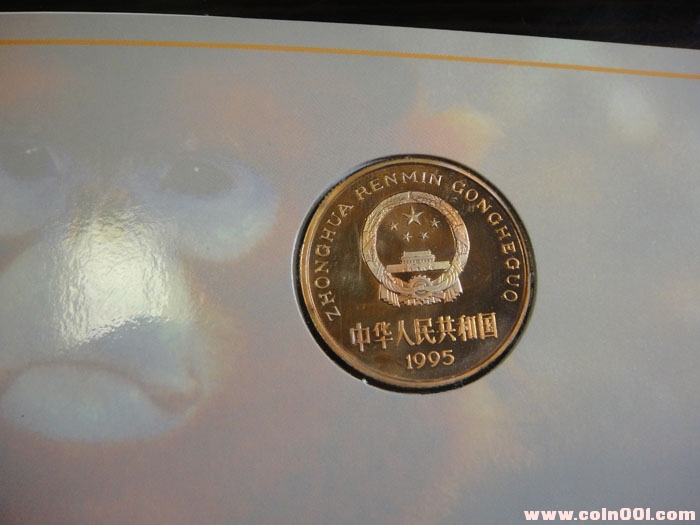 ZHONGHUA RENMIN GONGHEGUO
中华人民共和国
1995
www.coin001.com